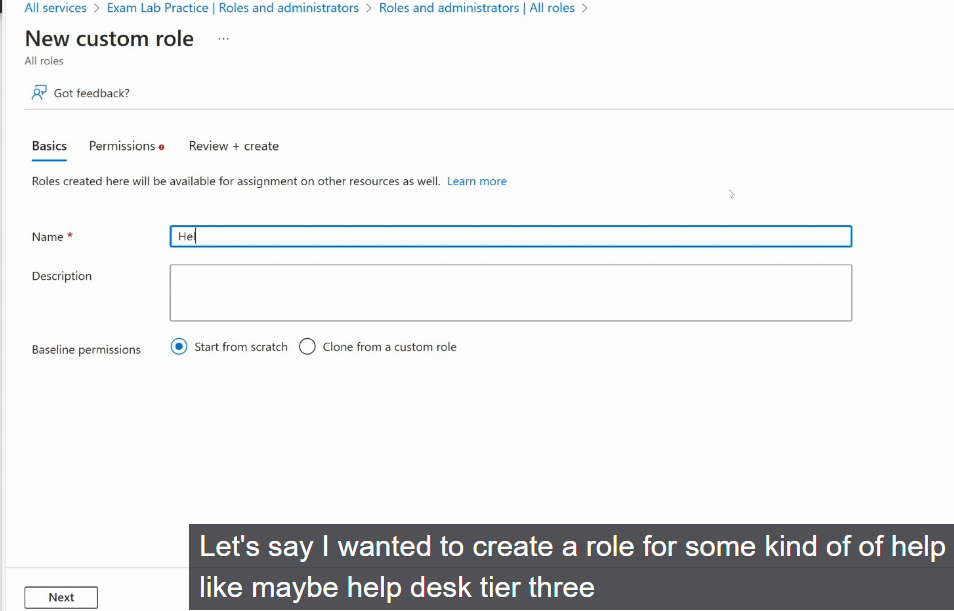 All services > Exam Lab Practice | Roles and administrators > Roles and administrators | All roles >
New custom role ...
All roles
Got feedback?
Basics Permissions Review + create
Roles created here will be available for assignment on other resources as well. Learn more
Name * Hel
Description
Baseline permissions Start from scratch Clone from a custom role
Let's say I wanted to create a role for some kind of of help
like maybe help desk tier three
Next